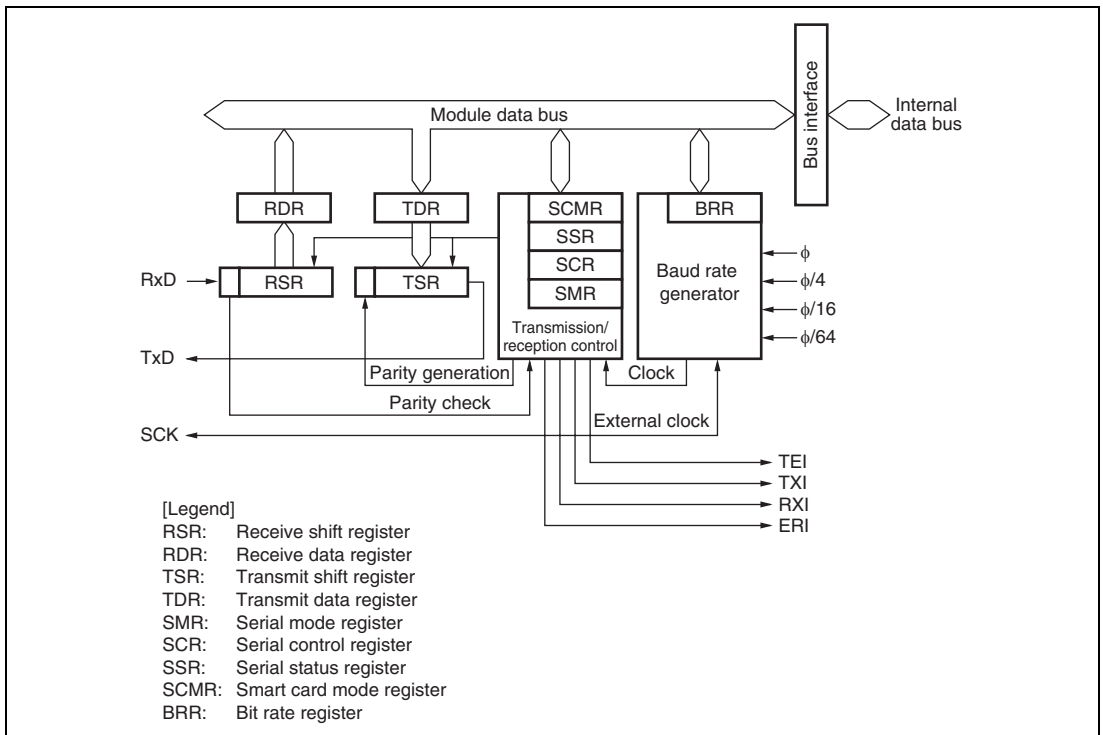 Module data bus
Bus interface
Internal
data bus
RDR
TDR
SCMR
BRR
SSR
SCR
SMR
RxD
RSR
TSR
Baud rate
generator
ϕ
ϕ/4
ϕ/16
ϕ/64
Transmission/
reception control
TxD
Parity generation
Clock
Parity check
External clock
SCK
TEI
TXI
RXI
ERI
[Legend]
RSR: Receive shift register
RDR: Receive data register
TSR: Transmit shift register
TDR: Transmit data register
SMR: Serial mode register
SCR: Serial control register
SSR: Serial status register
SCMR: Smart card mode register
BRR: Bit rate register